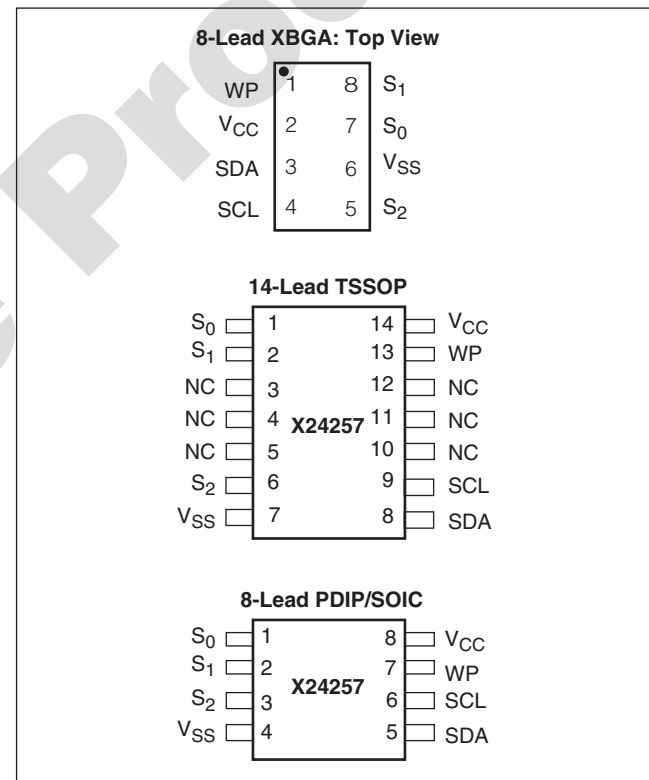 8-Lead XBGA: Top View
WP 1 8 S1
VCC 2 7 S0
SDA 3 6 VSS
SCL 4 5 S2
14-Lead TSSOP
S0 1 14 VCC
S1 2 13 WP
NC 3 12 NC
NC 4 X24257 11 NC
NC 5 10 NC
S2 6 9 SCL
VSS 7 8 SDA
8-Lead PDIP/SOIC
S0 1 8 VCC
S1 2 X24257 7 WP
S2 3 6 SCL
VSS 4 5 SDA